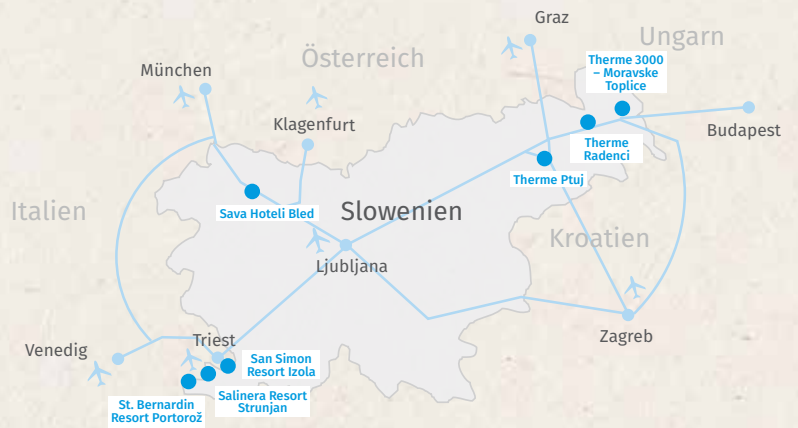 Graz
Ungarn
Österreich
Therme 3000
– Moravske
Toplice
München
Klagenfurt
Budapest
Therme
Radenci
Therme Ptuj
Italien
Sava Hoteli Bled
Slowenien
Kroatien
Ljubljana
Triest
Zagreb
Venedig
San Simon
Resort Izola
Salinera Resort
Strunjan
St. Bernardin
Resort Portorož